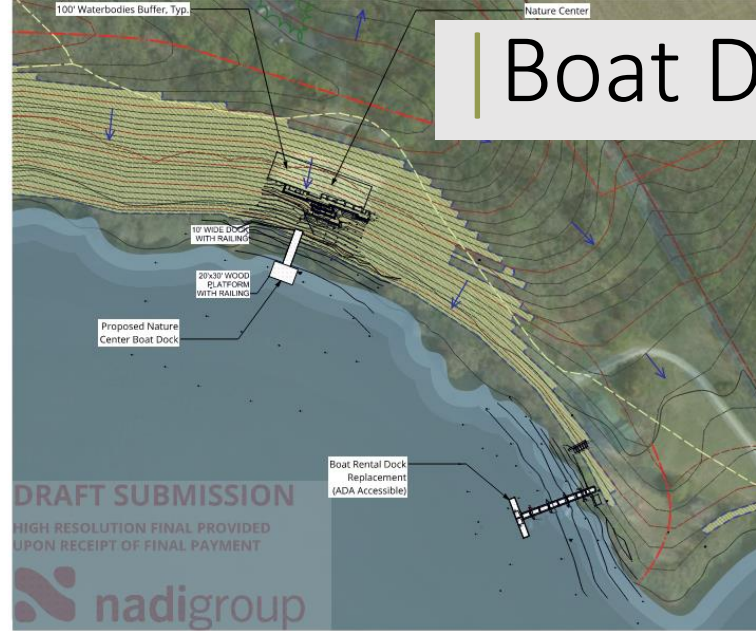 100' Waterbodies Buffer, Typ.
Nature Center
Boat D
10' WIDE DOCK
WITH RAILING
20'x30' WOOD
PLATFORM
WITH RAILING
Proposed Nature
Center Boat Dock
Boat Rental Dock
Replacement
(ADA Accessible)
DRAFT SUBMISSION
HIGH RESOLUTION FINAL PROVIDED
UPON RECEIPT OF FINAL PAYMENT
nadigroup